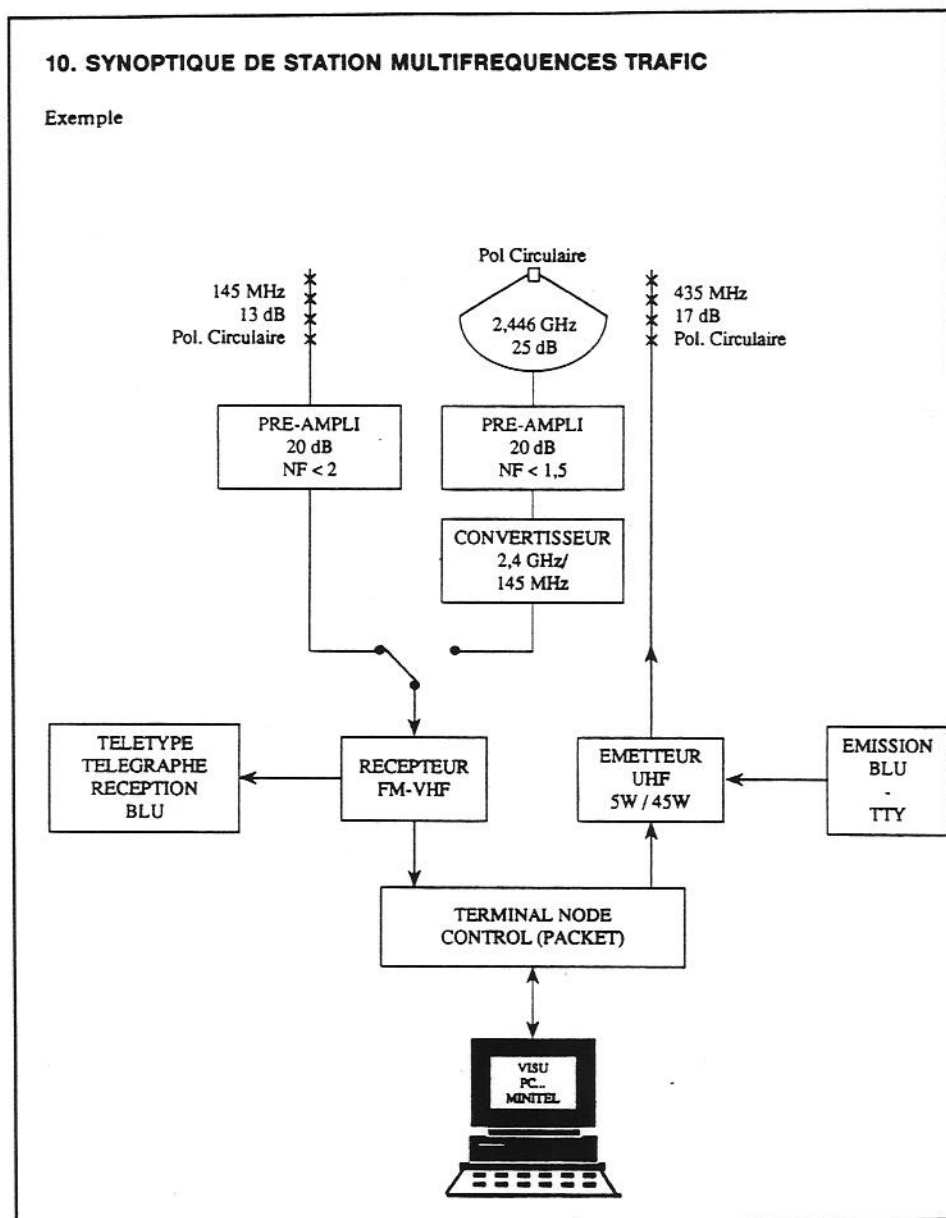 10. SYNOPTIQUE DE STATION MULTIFREQUENCES TRAFIC
Exemple
145 MHz
13 dB
Pol. Circulaire
Pol Circulaire
2,446 GHz
25 dB
435 MHz
17 dB
Pol. Circulaire
PRE-AMPLI
20 dB
NF < 2
PRE-AMPLI
20 dB
NF < 1,5
CONVERTISSEUR
2,4 GHz/
145 MHz
TELETYPE
TELEGRAPHE
RECEPTION
BLU
RECEPTEUR
FM-VHF
EMETTEUR
UHF
5W / 45W
EMISSION
BLU
-
TTY
TERMINAL NODE
CONTROL (PACKET)
VISU
PC...
MINITEL